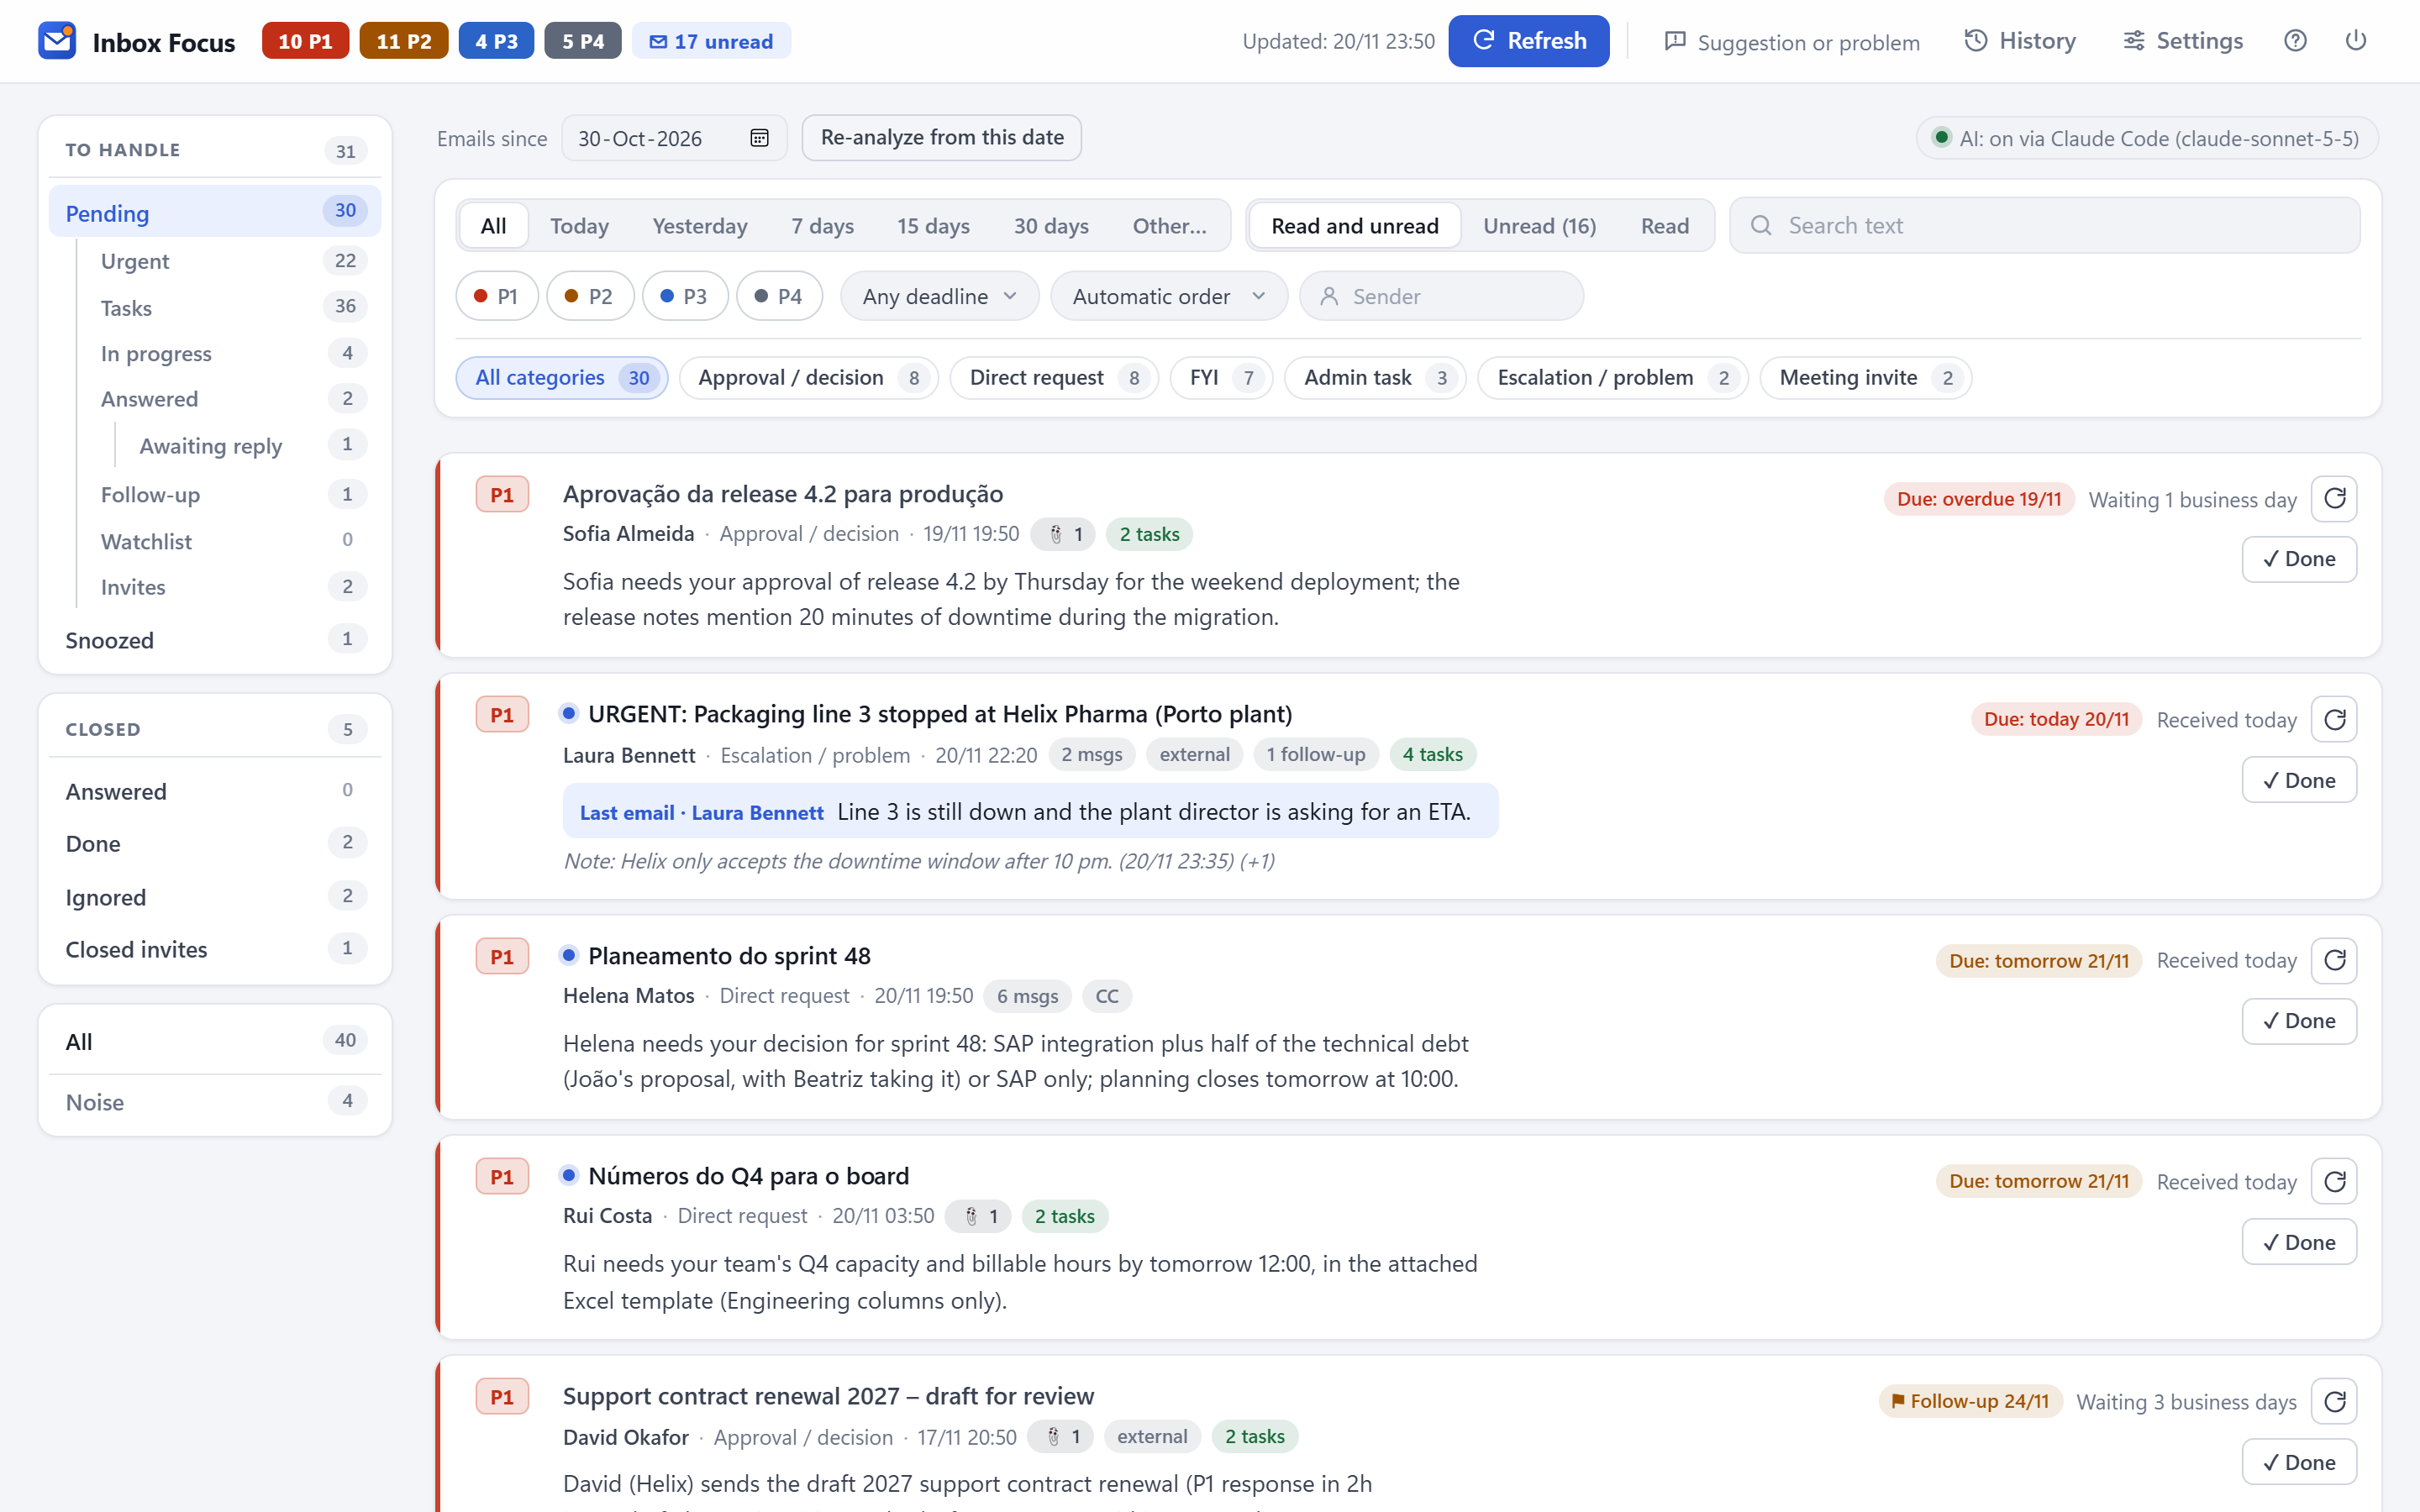 Inbox Focus 10 P1 11 P2 4 P3 5 P4 17 unread Updated: 20/11 23:50 Refresh Suggestion or problem History Settings
TO HANDLE 31
Pending 30
Urgent 22
Tasks 36
In progress 4
Answered 2
Awaiting reply 1
Follow-up 1
Watchlist 0
Invites 2
Snoozed 1
CLOSED 5
Answered 0
Done 2
Ignored 2
Closed invites 1
All 40
Noise 4
Emails since 30-Oct-2026 Re-analyze from this date AI: on via Claude Code (claude-sonnet-5-5)
All Today Yesterday 7 days 15 days 30 days Other... Read and unread Unread (16) Read Search text
P1 P2 P3 P4 Any deadline Automatic order Sender
All categories 30 Approval / decision 8 Direct request 8 FYI 7 Admin task 3 Escalation / problem 2 Meeting invite 2
P1 Aprovação da release 4.2 para produção Due: overdue 19/11 Waiting 1 business day
Sofia Almeida · Approval / decision · 19/11 19:50 1 2 tasks
✓ Done
Sofia needs your approval of release 4.2 by Thursday for the weekend deployment; the
release notes mention 20 minutes of downtime during the migration.
P1 URGENT: Packaging line 3 stopped at Helix Pharma (Porto plant) Due: today 20/11 Received today
Laura Bennett · Escalation / problem · 20/11 22:20 2 msgs external 1 follow-up 4 tasks
✓ Done
Last email · Laura Bennett Line 3 is still down and the plant director is asking for an ETA.
Note: Helix only accepts the downtime window after 10 pm. (20/11 23:35) (+1)
P1 Planeamento do sprint 48 Due: tomorrow 21/11 Received today
Helena Matos · Direct request · 20/11 19:50 6 msgs CC
✓ Done
Helena needs your decision for sprint 48: SAP integration plus half of the technical debt
(João's proposal, with Beatriz taking it) or SAP only; planning closes tomorrow at 10:00.
P1 Números do Q4 para o board Due: tomorrow 21/11 Received today
Rui Costa · Direct request · 20/11 03:50 1 2 tasks
✓ Done
Rui needs your team's Q4 capacity and billable hours by tomorrow 12:00, in the attached
Excel template (Engineering columns only).
P1 Support contract renewal 2027 – draft for review Follow-up 24/11 Waiting 3 business days
David Okafor · Approval / decision · 17/11 20:50 1 external 2 tasks
✓ Done
David (Helix) sends the draft 2027 support contract renewal (P1 response in 2h